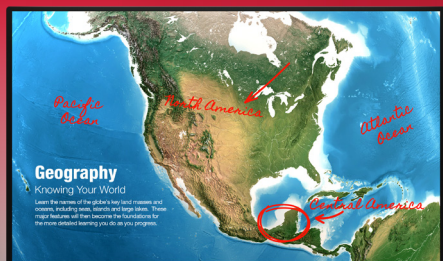 Pacific
Ocean
North America
Atlantic
Ocean
Geography
Knowing Your World
Learn the names of the globe's key land masses and
oceans, including seas, islands and large lakes. These
major features will then become the foundations for
the more detailed learning you do as you progress.
Central America